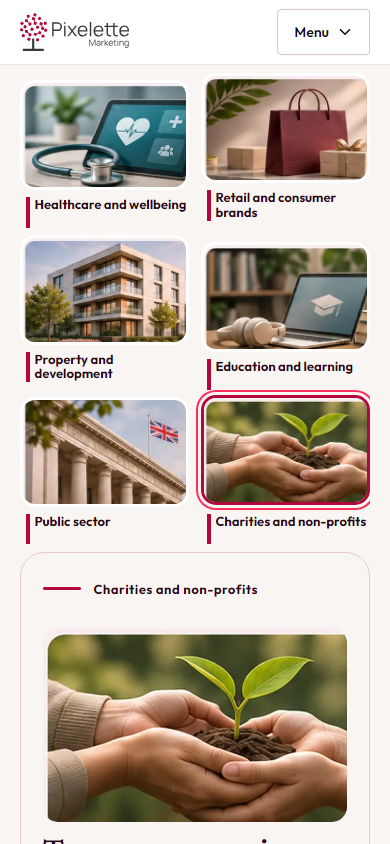 Pixelette
Marketing
Menu
Healthcare and wellbeing
Retail and consumer
brands
Property and
development
Education and learning
Public sector
Charities and non-profits
Charities and non-profits